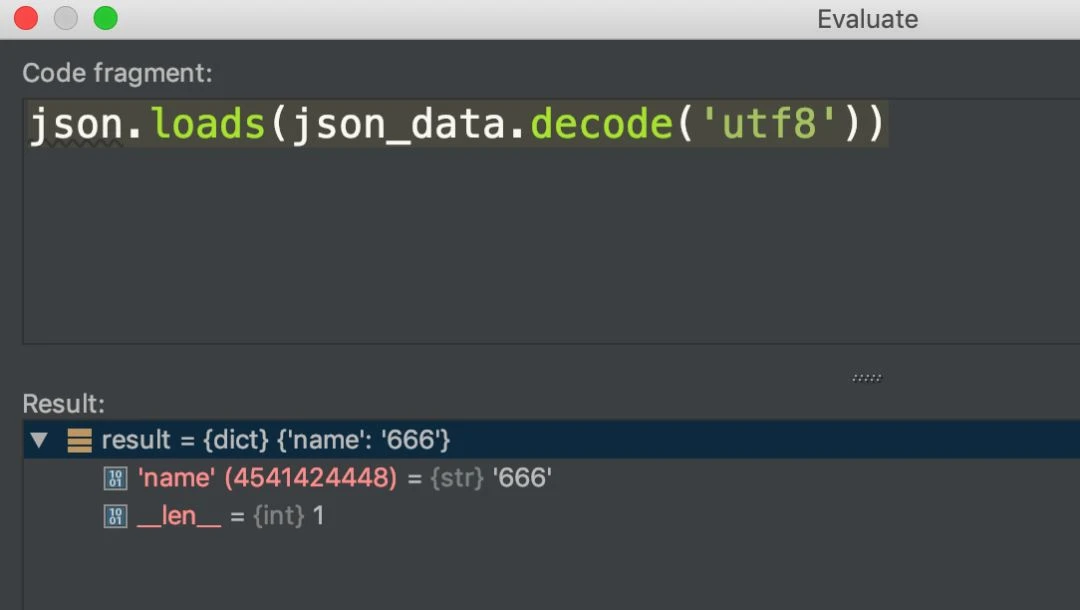 Evaluate
Code fragment:
json.loads(json_data.decode('utf8'))
Result:
result = {dict} {'name': '666'}
'name' (4541424448) = {str} '666'
__len__ = {int} 1